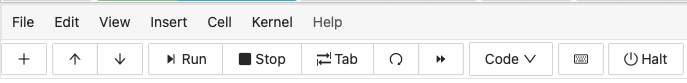 File Edit View Insert Cell Kernel Help
Run Stop Tab Code Halt